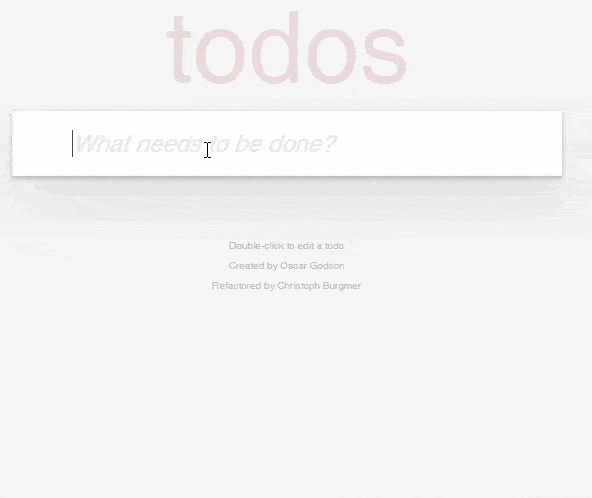 todos
What needs to be done?
Double-click to edit a todo
Created by Oscar Godson
Refactored by Christoph Burgmer